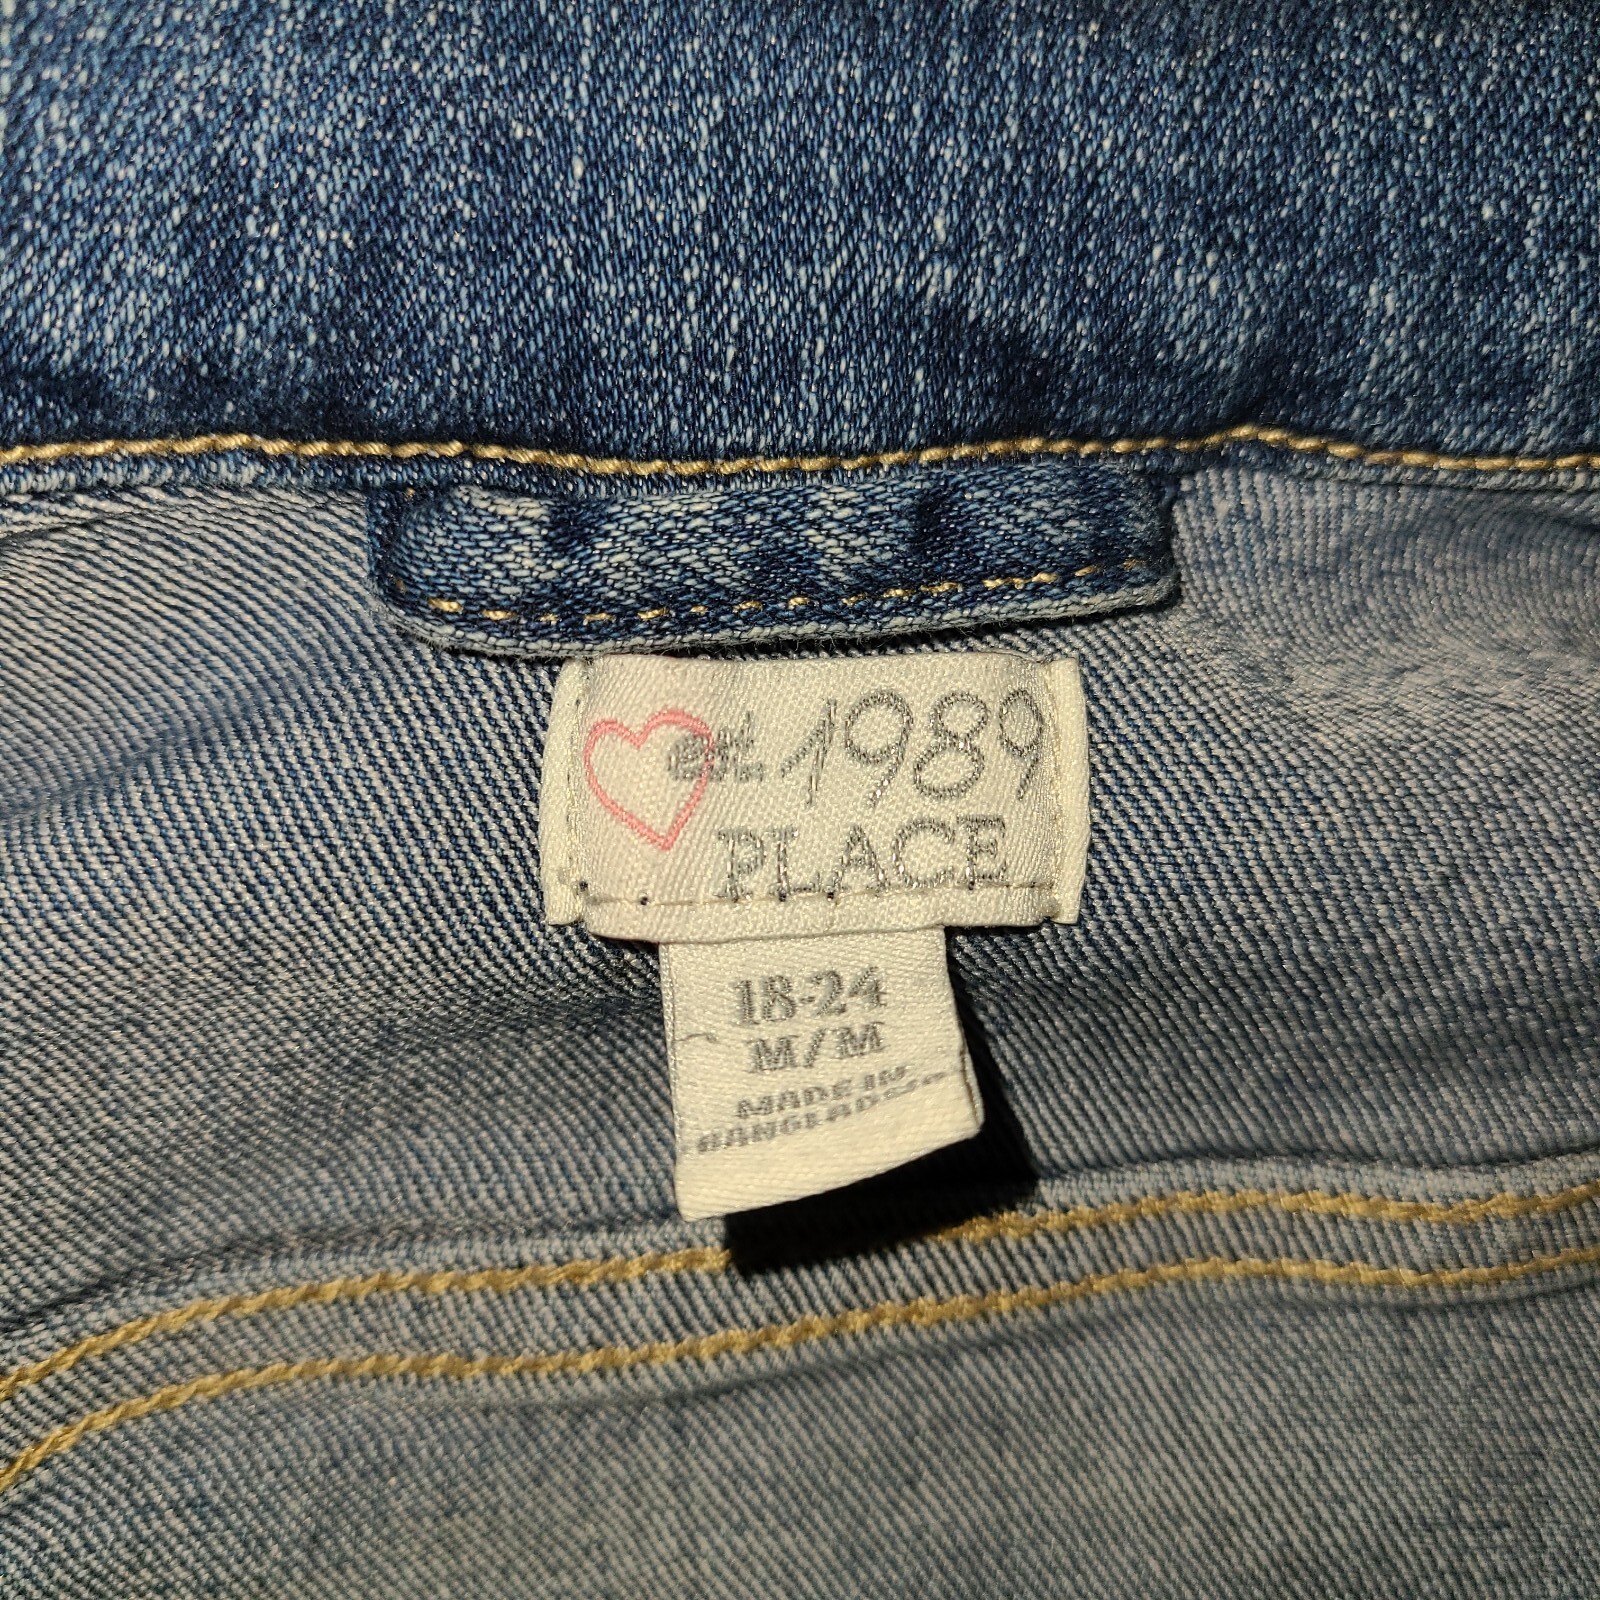 est. 1989
PLACE
18-24
M/M
MADE IN
BANGLADESH